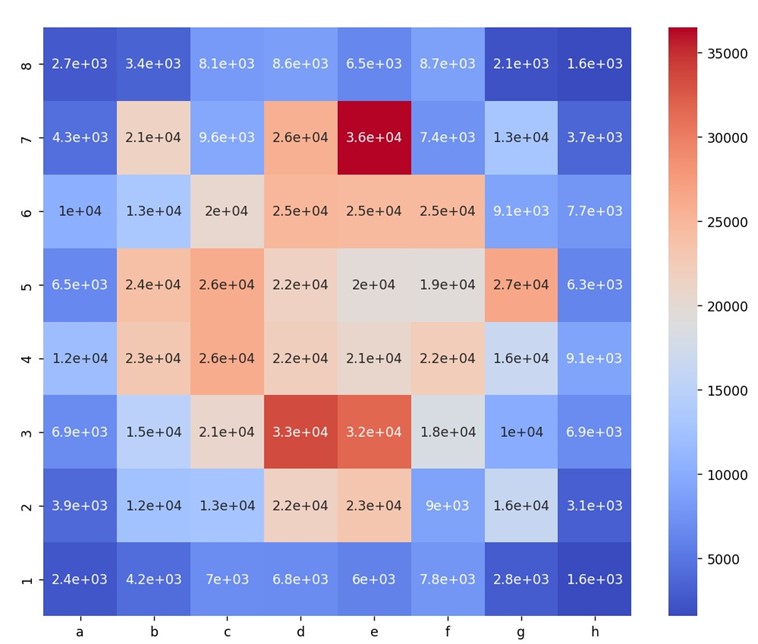 8 2.7e+03 3.4e+03 8.1e+03 8.6e+03 6.5e+03 8.7e+03 2.1e+03 1.6e+03
35000
7 4.3e+03 2.1e+04 9.6e+03 2.6e+04 3.6e+04 7.4e+03 1.3e+04 3.7e+03
30000
6 1e+04 1.3e+04 2e+04 2.5e+04 2.5e+04 2.5e+04 9.1e+03 7.7e+03
25000
5 6.5e+03 2.4e+04 2.6e+04 2.2e+04 2e+04 1.9e+04 2.7e+04 6.3e+03
20000
4 1.2e+04 2.3e+04 2.6e+04 2.2e+04 2.1e+04 2.2e+04 1.6e+04 9.1e+03
15000
3 6.9e+03 1.5e+04 2.1e+04 3.3e+04 3.2e+04 1.8e+04 1e+04 6.9e+03
10000
2 3.9e+03 1.2e+04 1.3e+04 2.2e+04 2.3e+04 9e+03 1.6e+04 3.1e+03
5000
1 2.4e+03 4.2e+03 7e+03 6.8e+03 6e+03 7.8e+03 2.8e+03 1.6e+03
a b c d e f g h